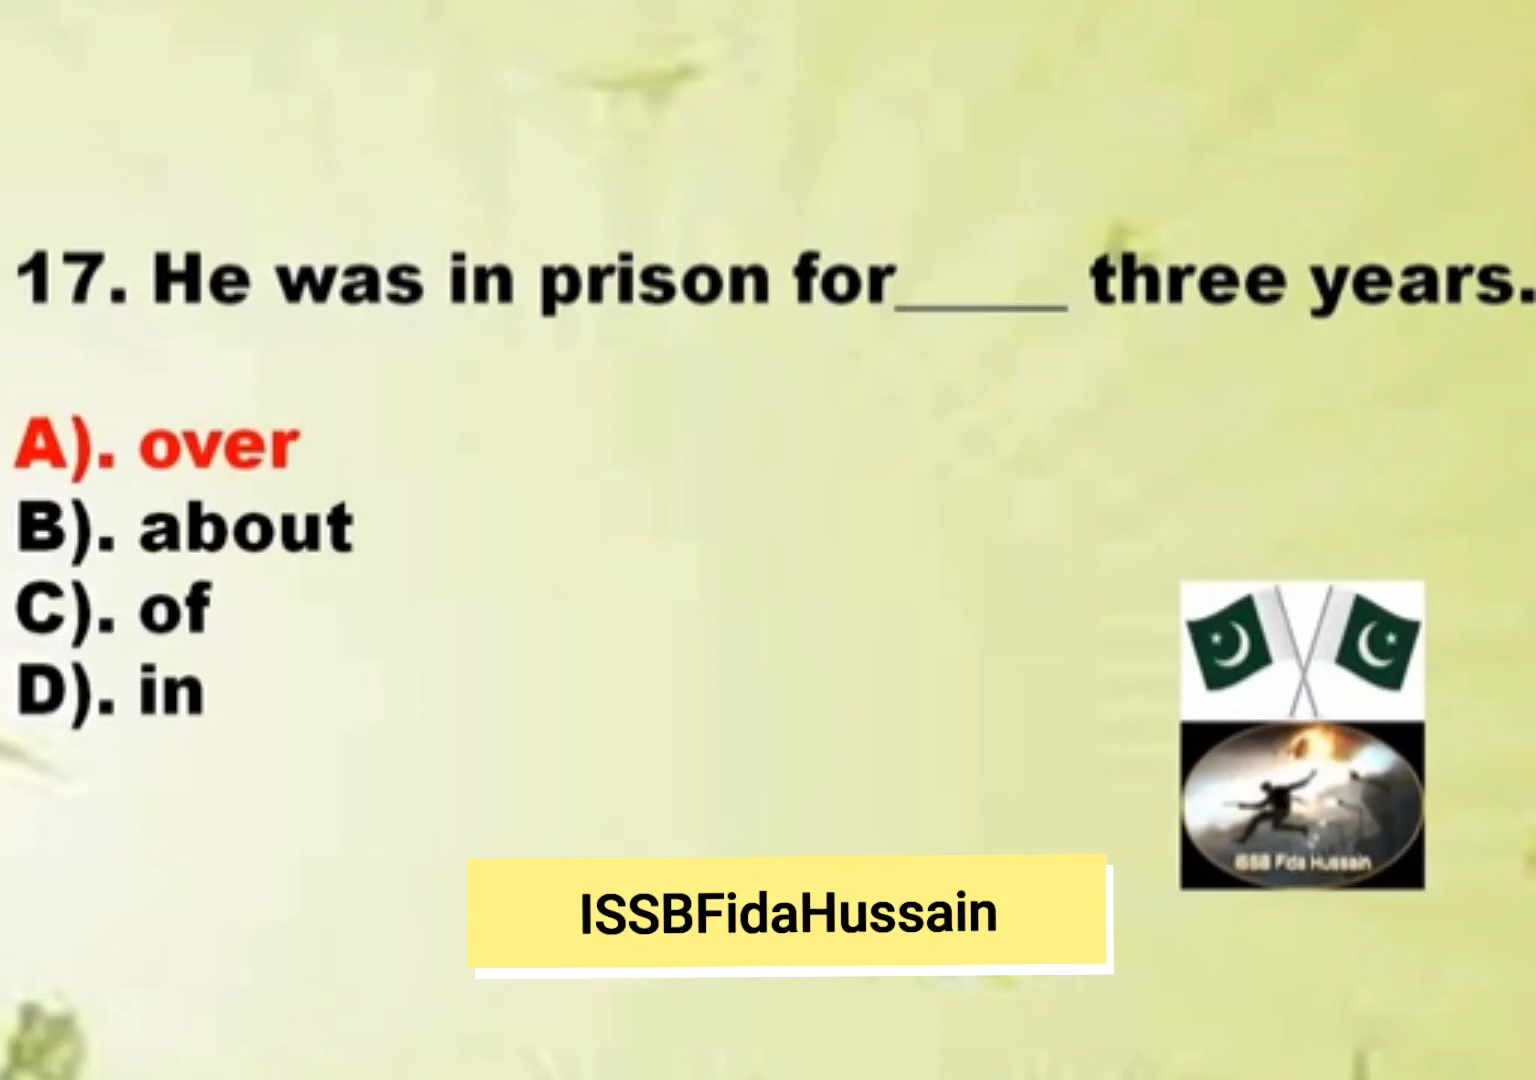 17. He was in prison for_____ three years.
A). over
B). about
C). of
D). in
ISSB Fida Hussain
ISSBFidaHussain